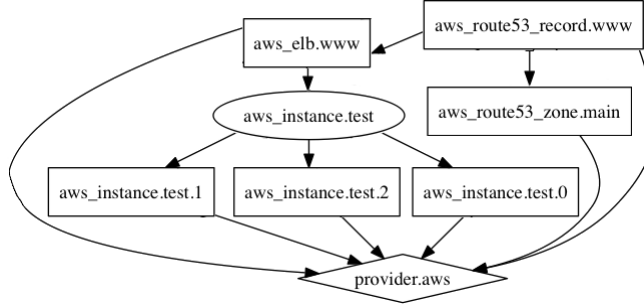 aws_route53_record.www
aws_elb.www
aws_instance.test
aws_route53_zone.main
aws_instance.test.1
aws_instance.test.2
aws_instance.test.0
provider.aws